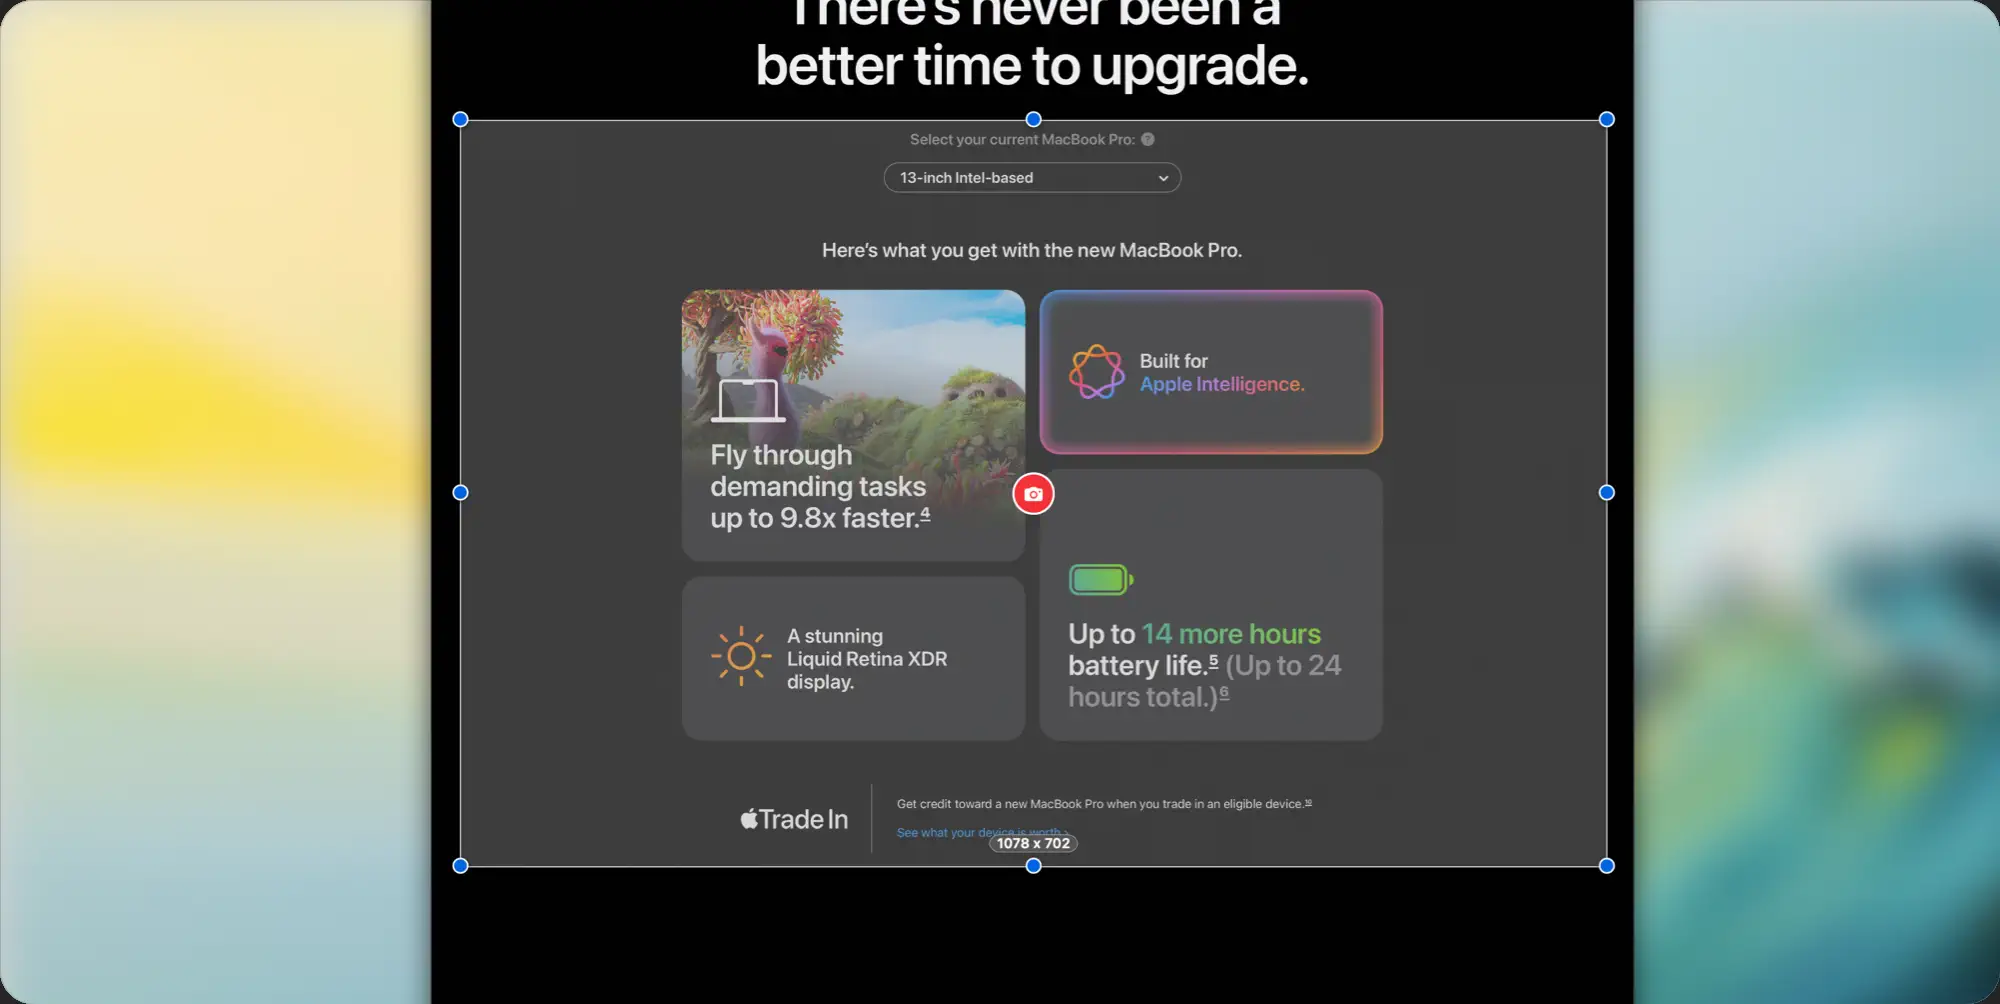 There's never been a
better time to upgrade.
Select your current MacBook Pro: ?
13-inch Intel-based
Here's what you get with the new MacBook Pro.
Fly through
demanding tasks
up to 9.8x faster.4
Built for
Apple Intelligence.
A stunning
Liquid Retina XDR
display.
Up to 14 more hours
battery life.5 (Up to 24
hours total.)6
Trade In
Get credit toward a new MacBook Pro when you trade in an eligible device.10
See what your device is worth
1078 x 702